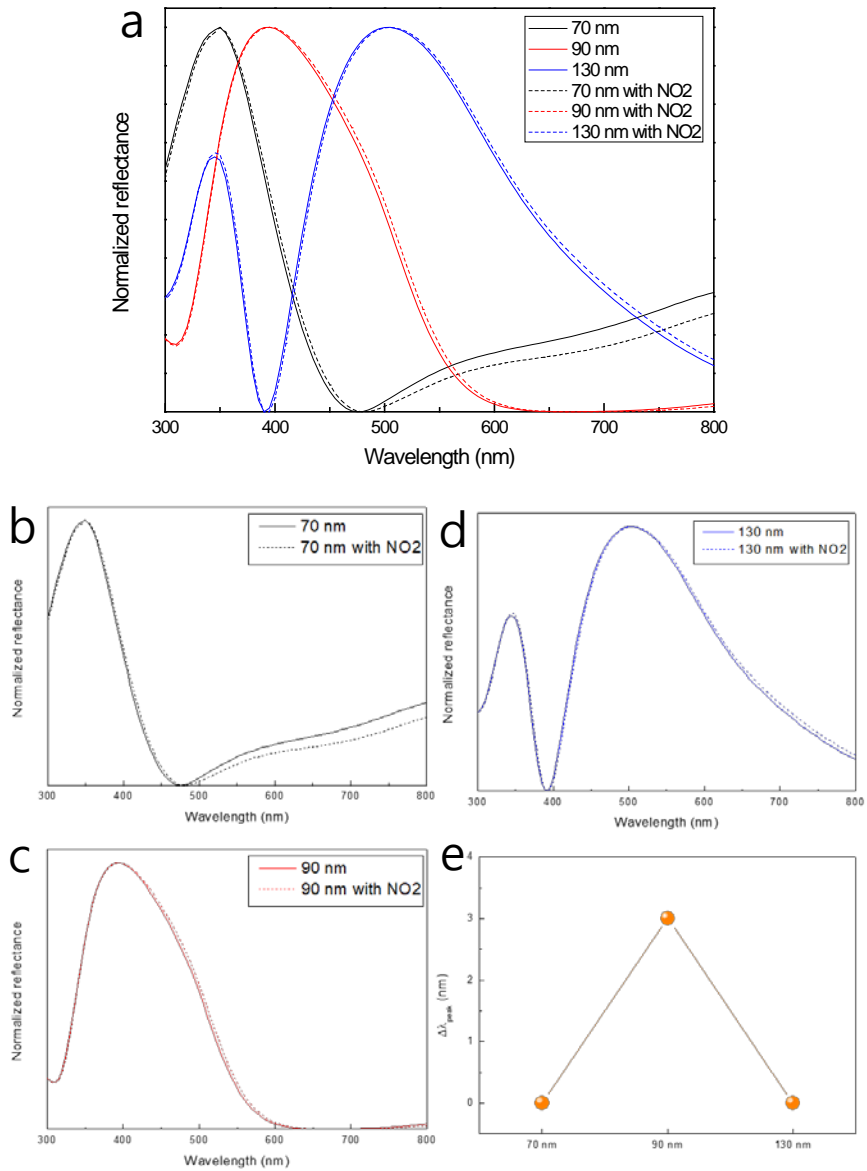 a
70 nm
90 nm
130 nm
70 nm with NO2
90 nm with NO2
130 nm with NO2
Normalized reflectance
300 400 500 600 700 800
Wavelength (nm)
b
70 nm
70 nm with NO2
Normalized reflectance
300 400 500 600 700 800
Wavelength (nm)
d
130 nm
130 nm with NO2
Normalized reflectance
300 400 500 600 700 800
Wavelength (nm)
c
90 nm
90 nm with NO2
Normalized reflectance
300 400 500 600 700 800
Wavelength (nm)
e
4
3
2
1
0
Δλpeak (nm)
70 nm 90 nm 130 nm